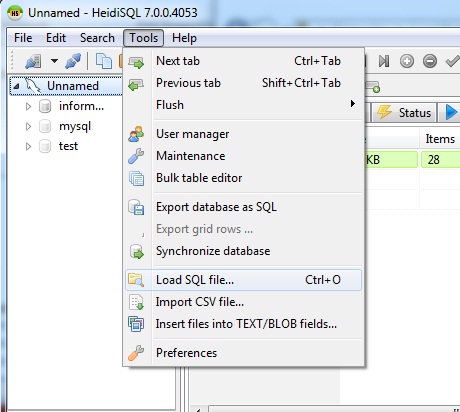 Unnamed - HeidiSQL 7.0.0.4053
File Edit Search Tools Help
Next tab Ctrl+Tab
Previous tab Shift+Ctrl+Tab
Flush
User manager
Maintenance
Bulk table editor
Export database as SQL
Export grid rows ...
Synchronize database
Load SQL file... Ctrl+O
Import CSV file...
Insert files into TEXT/BLOB fields...
Preferences
Unnamed
inform...
mysql
test
Status
Items
KB 28